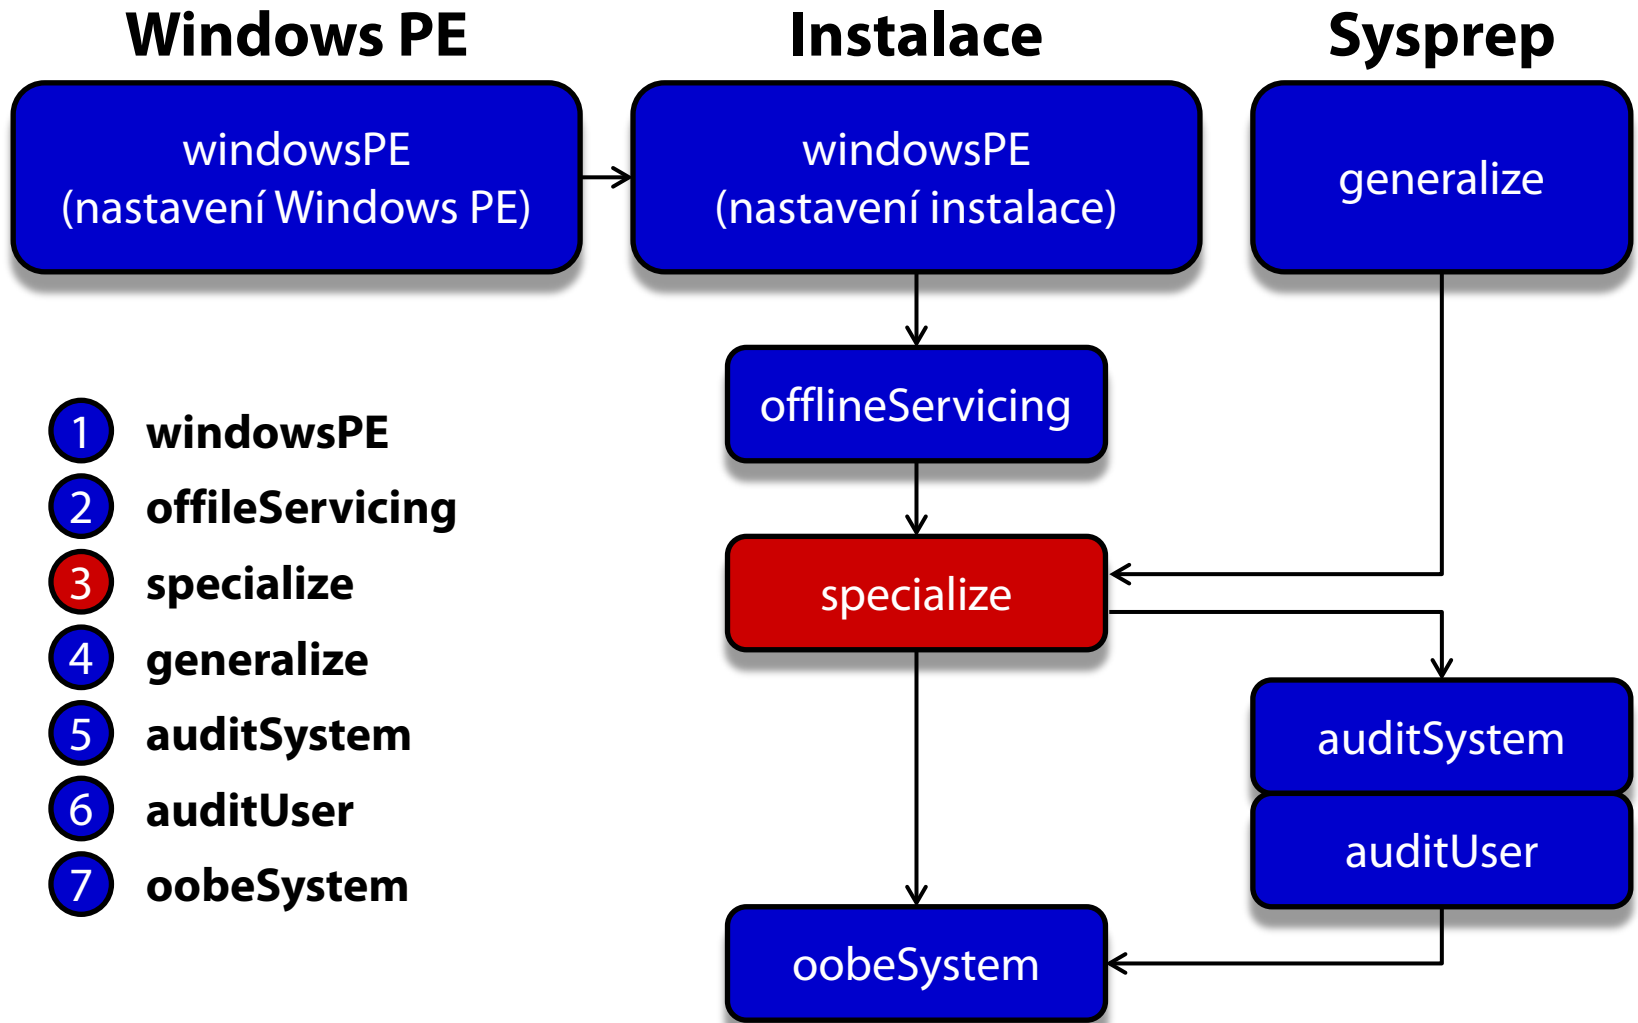 Windows PE
Instalace
Sysprep
windowsPE
(nastavení Windows PE)
windowsPE
(nastavení instalace)
generalize
offlineServicing
1 windowsPE
2 offileServicing
3 specialize
4 generalize
5 auditSystem
6 auditUser
7 oobeSystem
specialize
auditSystem
auditUser
oobeSystem